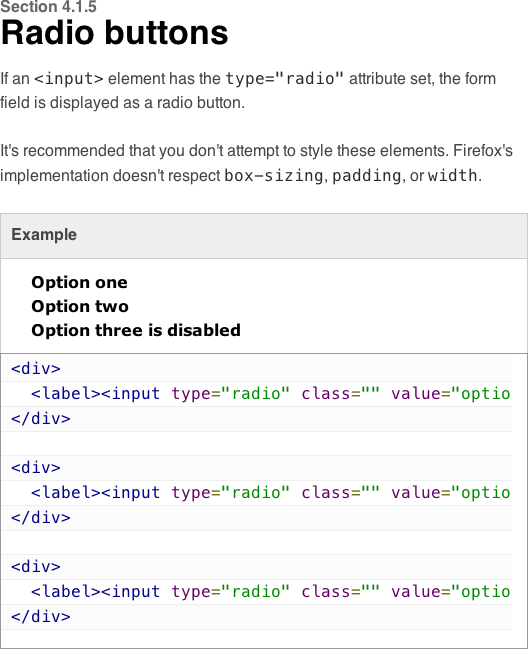 Section 4.1.5
Radio buttons
If an <input> element has the type="radio" attribute set, the form
field is displayed as a radio button.
It's recommended that you don't attempt to style these elements. Firefox's
implementation doesn't respect box-sizing, padding, or width.
Example
Option one
Option two
Option three is disabled
<div>
  <label><input type="radio" class="" value="optio
</div>
<div>
  <label><input type="radio" class="" value="optio
</div>
<div>
  <label><input type="radio" class="" value="optio
</div>